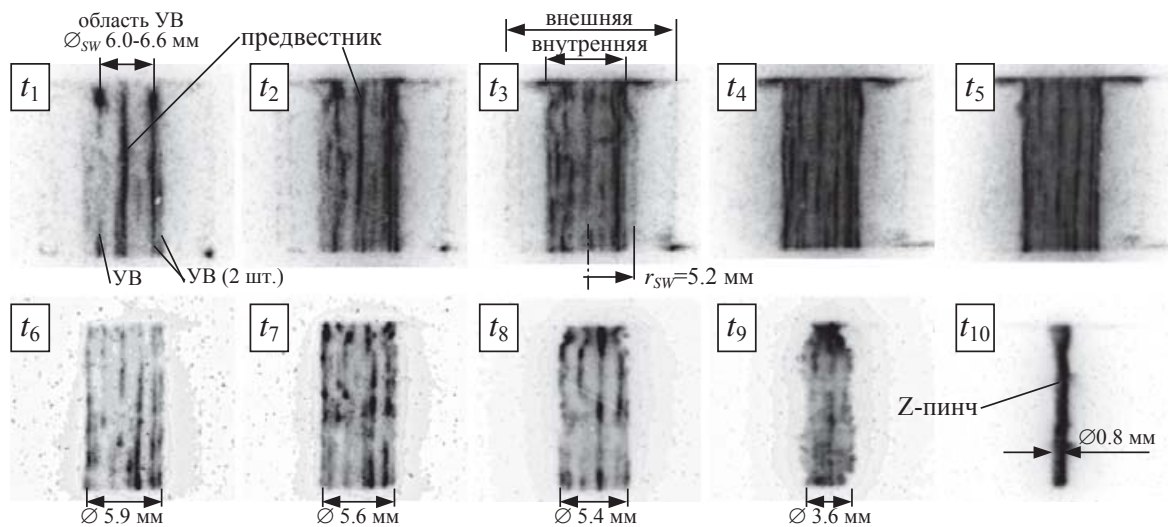 область УВ
∅SW 6.0-6.6 мм
предвестник
внешняя
внутренняя
t1
t2
t3
t4
t5
УВ
УВ (2 шт.)
rSW=5.2 мм
t6
t7
t8
t9
t10
Z-пинч
∅0.8 мм
∅ 5.9 мм
∅ 5.6 мм
∅ 5.4 мм
∅ 3.6 мм